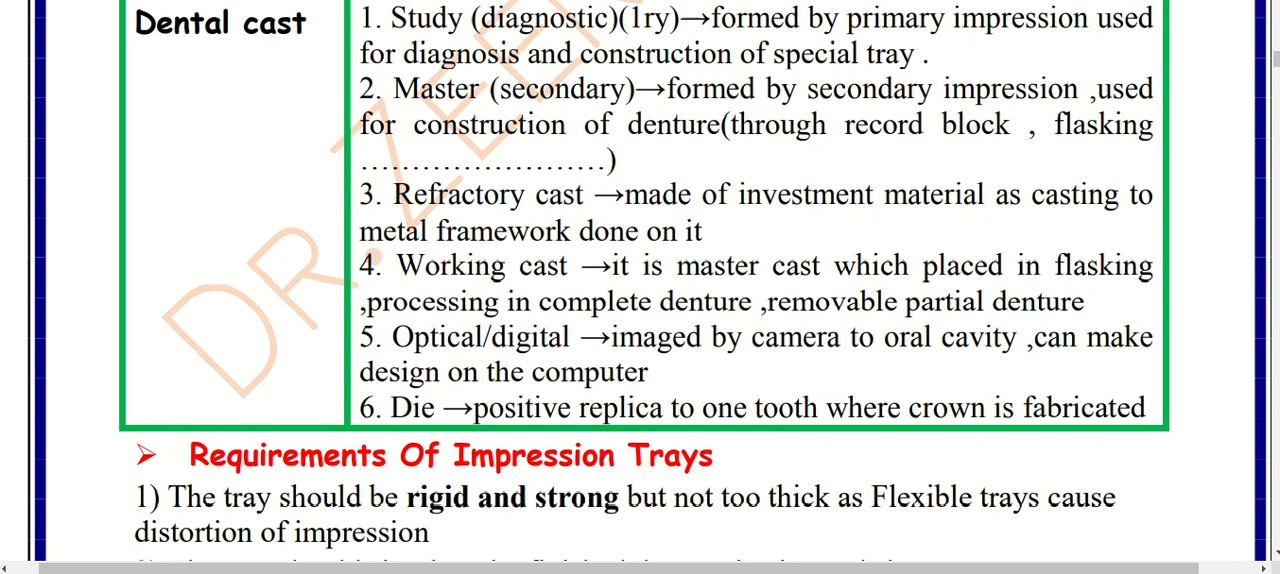 Dental cast
1. Study (diagnostic)(1ry)→formed by primary impression used
for diagnosis and construction of special tray .
2. Master (secondary)→formed by secondary impression ,used
for construction of denture(through record block , flasking
........................)
3. Refractory cast →made of investment material as casting to
metal framework done on it
4. Working cast →it is master cast which placed in flasking
,processing in complete denture ,removable partial denture
5. Optical/digital →imaged by camera to oral cavity ,can make
design on the computer
6. Die →positive replica to one tooth where crown is fabricated
DR.ZEE
➢ Requirements Of Impression Trays
1) The tray should be rigid and strong but not too thick as Flexible trays cause
distortion of impression